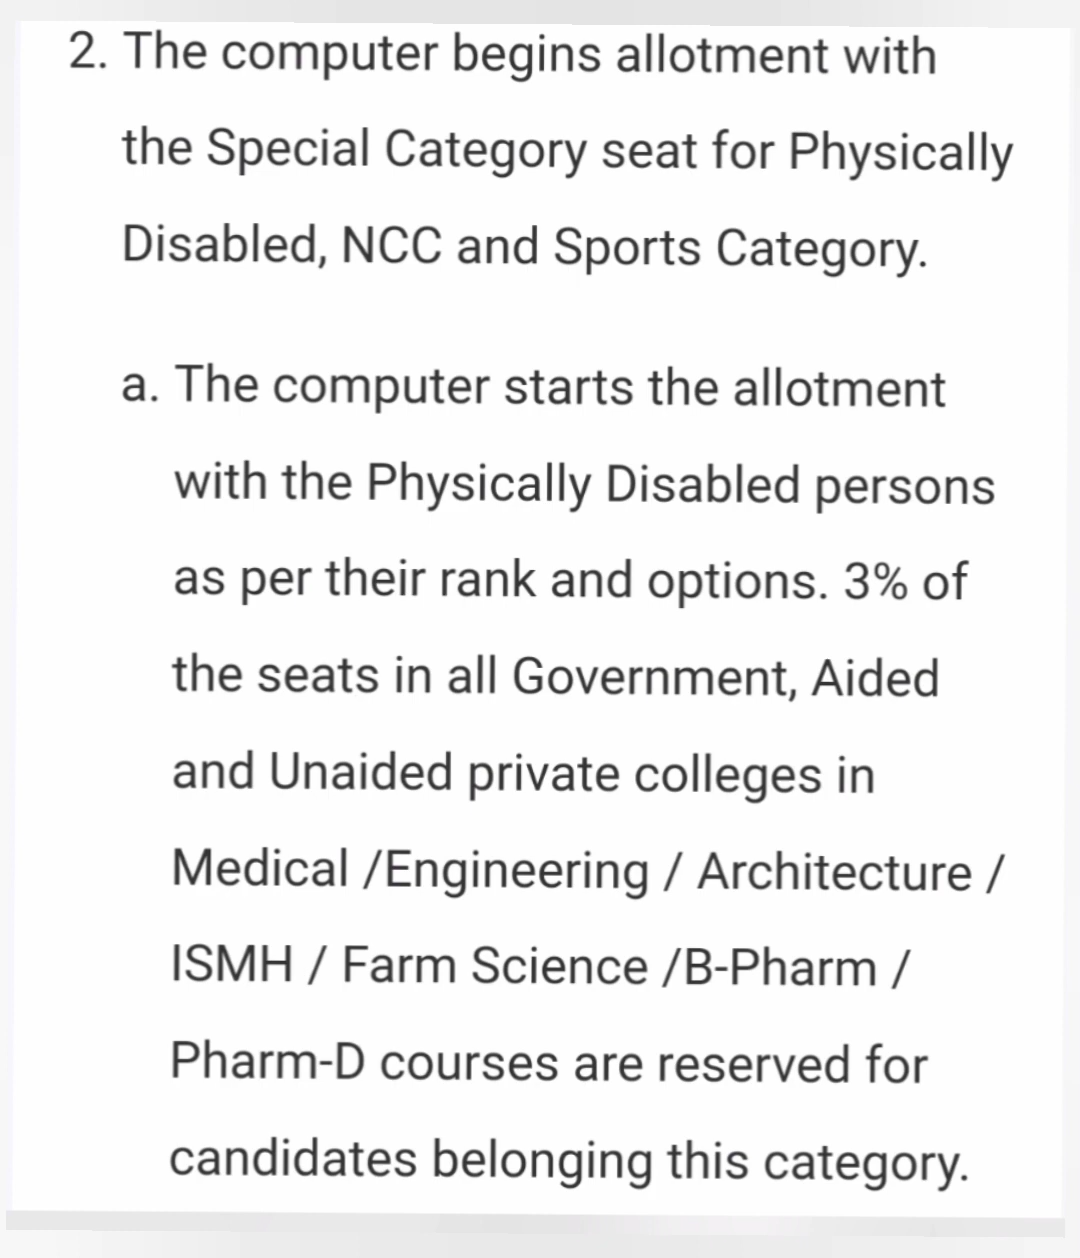 2. The computer begins allotment with
the Special Category seat for Physically
Disabled, NCC and Sports Category.
a. The computer starts the allotment
with the Physically Disabled persons
as per their rank and options. 3% of
the seats in all Government, Aided
and Unaided private colleges in
Medical /Engineering / Architecture /
ISMH / Farm Science /B-Pharm /
Pharm-D courses are reserved for
candidates belonging this category.